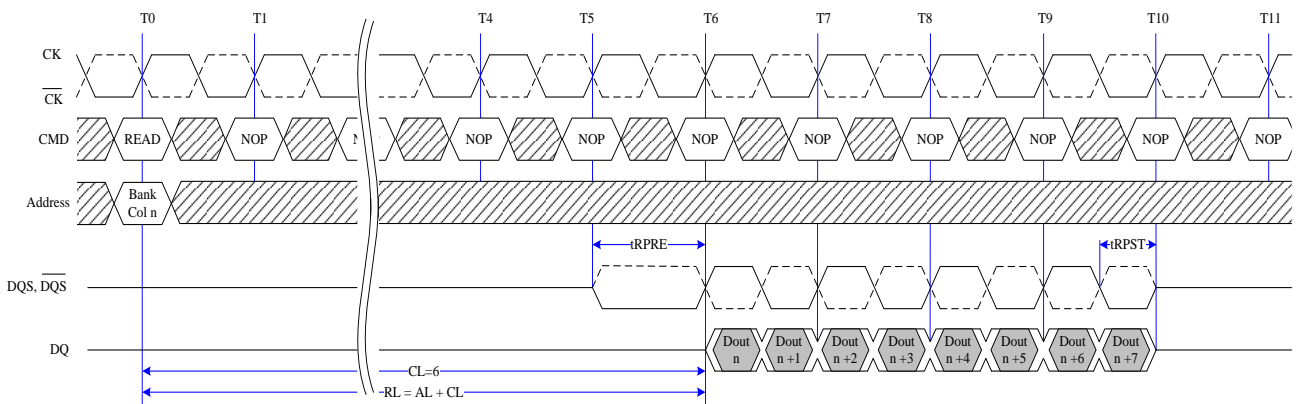 T0 T1 T4 T5 T6 T7 T8 T9 T10 T11
CK
CK
CMD READ NOP NOP NOP NOP NOP NOP NOP NOP NOP
Address Bank
Col n
tRPRE tRPST
DQS, DQS
DQ Dout Dout Dout Dout Dout Dout Dout Dout
n n +1 n +2 n +3 n +4 n +5 n +6 n +7
CL=6
RL = AL + CL